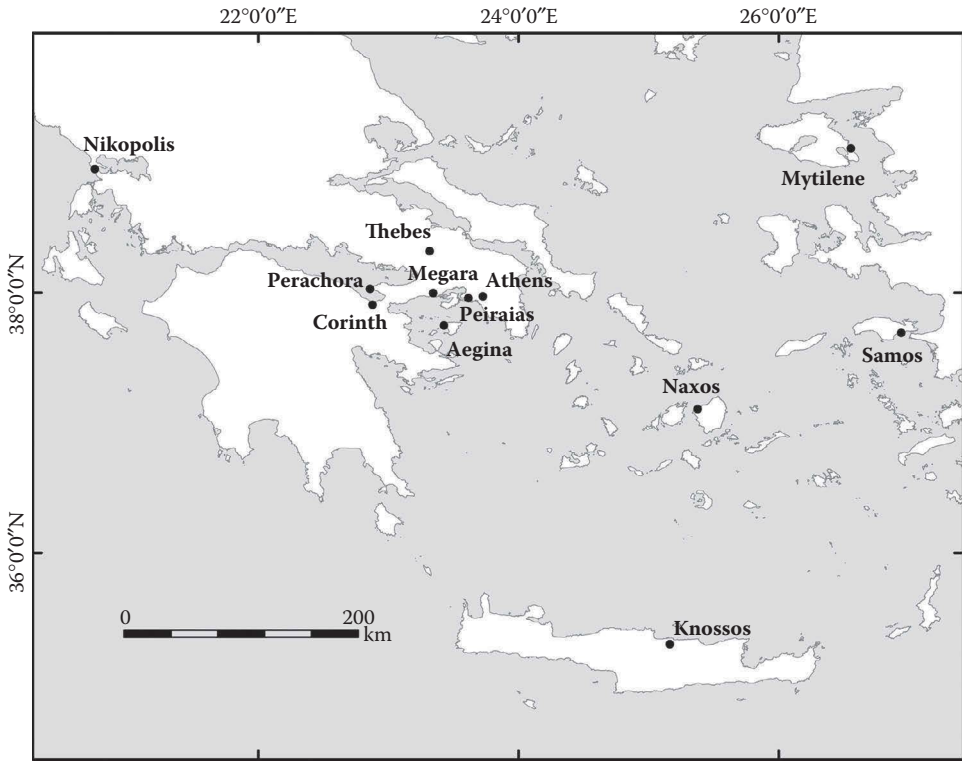 22°0′0″E 24°0′0″E 26°0′0″E
Nikopolis
Mytilene
Thebes
38°0′0″N
Perachora
Megara
Athens
Corinth
Peiraias
Aegina
Samos
Naxos
36°0′0″N
0 200
km
Knossos